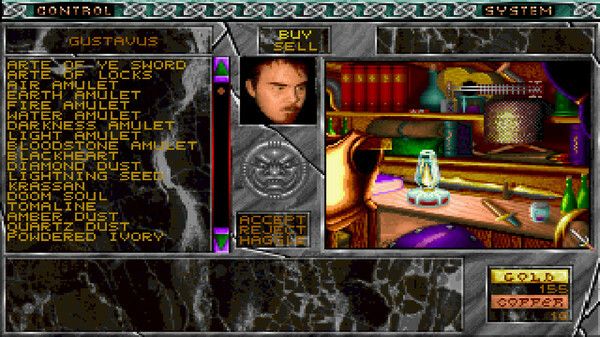 CONTROL
SYSTEM
GUSTAVUS
BUY
SELL
ARTE OF YE SWORD
ARTE OF LOCKS
AIR AMULET
EARTH AMULET
FIRE AMULET
WATER AMULET
DARKNESS AMULET
LIGHT AMULET
BLOODSTONE AMULET
BLACKHEART
DIAMOND DUST
LIGHTNING SEED
KRASSAN
DOOM SOUL
TOMALINE
AMBER DUST
QUARTZ DUST
POWDERED IVORY
ACCEPT
REJECT
HAGGLE
GOLD
155
COPPER